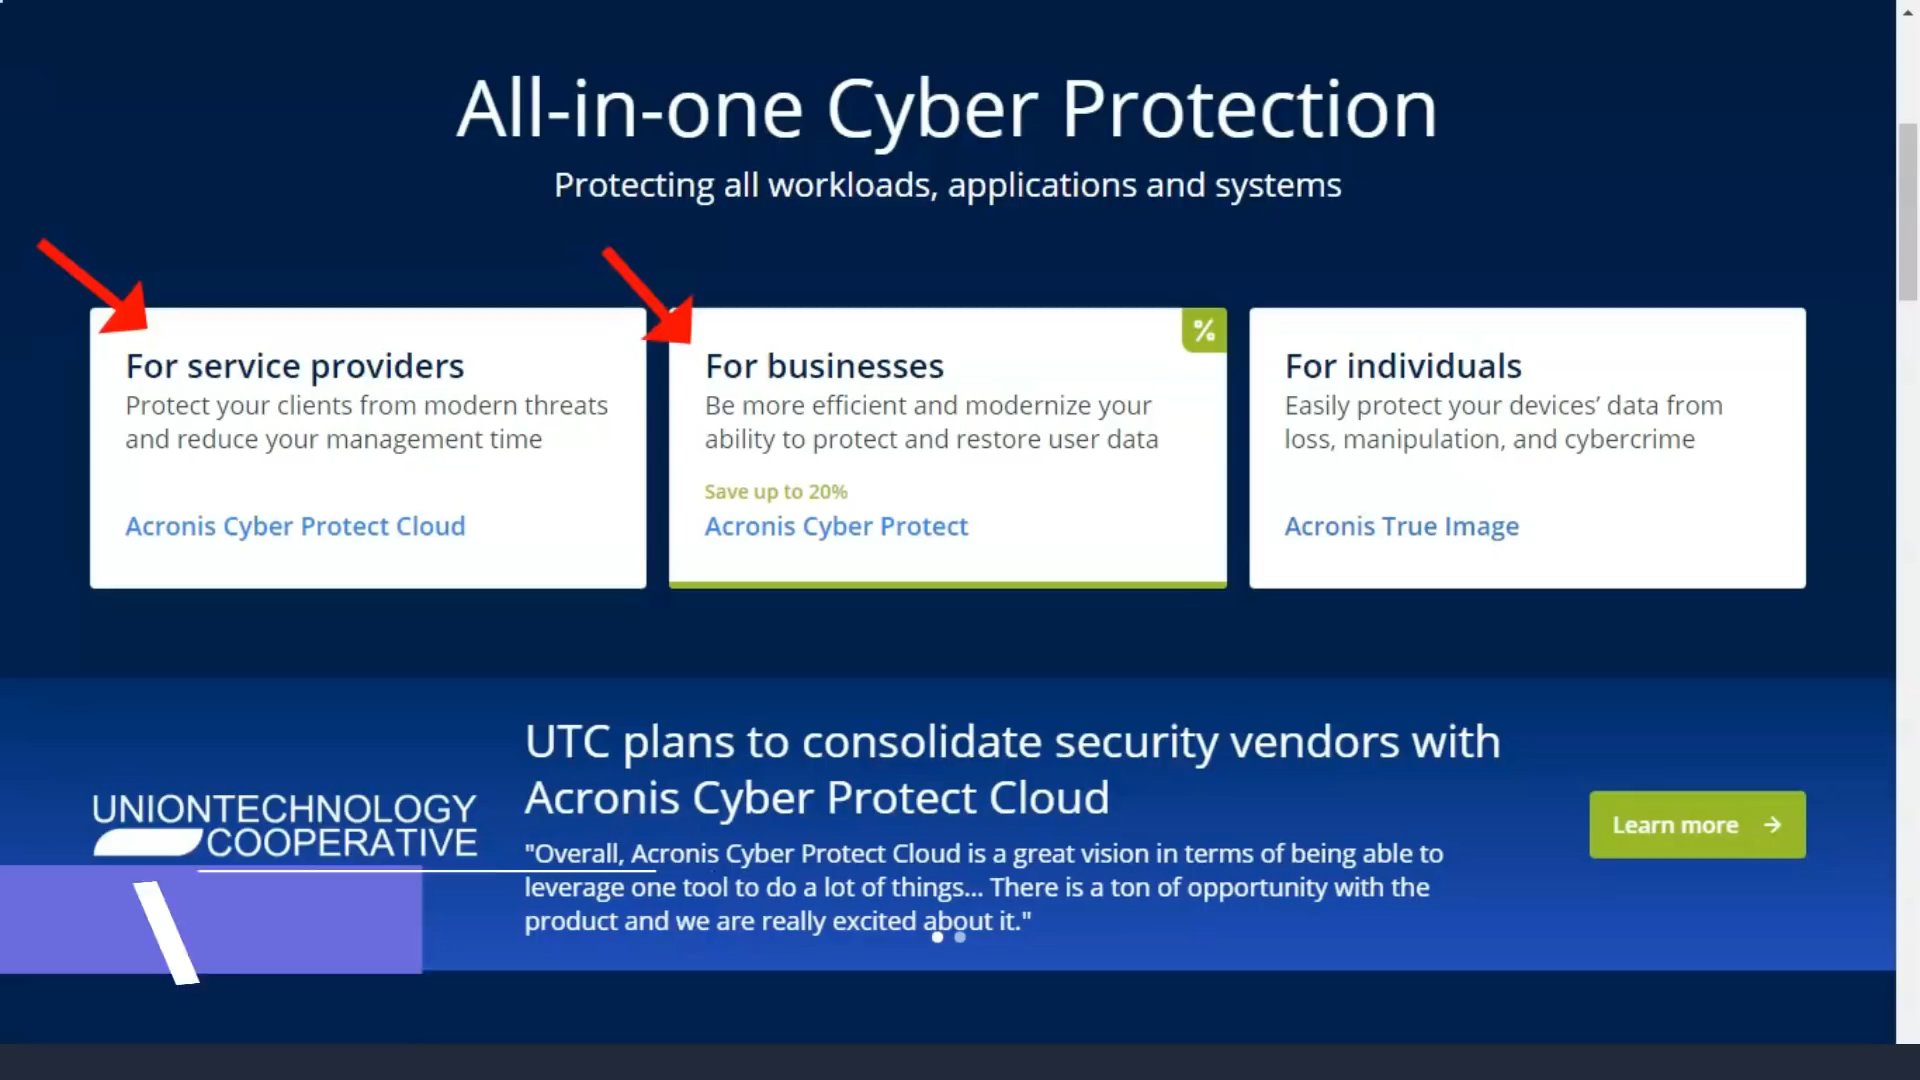 All-in-one Cyber Protection
Protecting all workloads, applications and systems
For service providers
Protect your clients from modern threats
and reduce your management time
Acronis Cyber Protect Cloud
%
For businesses
Be more efficient and modernize your
ability to protect and restore user data
Save up to 20%
Acronis Cyber Protect
For individuals
Easily protect your devices’ data from
loss, manipulation, and cybercrime
Acronis True Image
UNIONTECHNOLOGY
COOPERATIVE
UTC plans to consolidate security vendors with
Acronis Cyber Protect Cloud
"Overall, Acronis Cyber Protect Cloud is a great vision in terms of being able to
leverage one tool to do a lot of things... There is a ton of opportunity with the
product and we are really excited about it."
Learn more